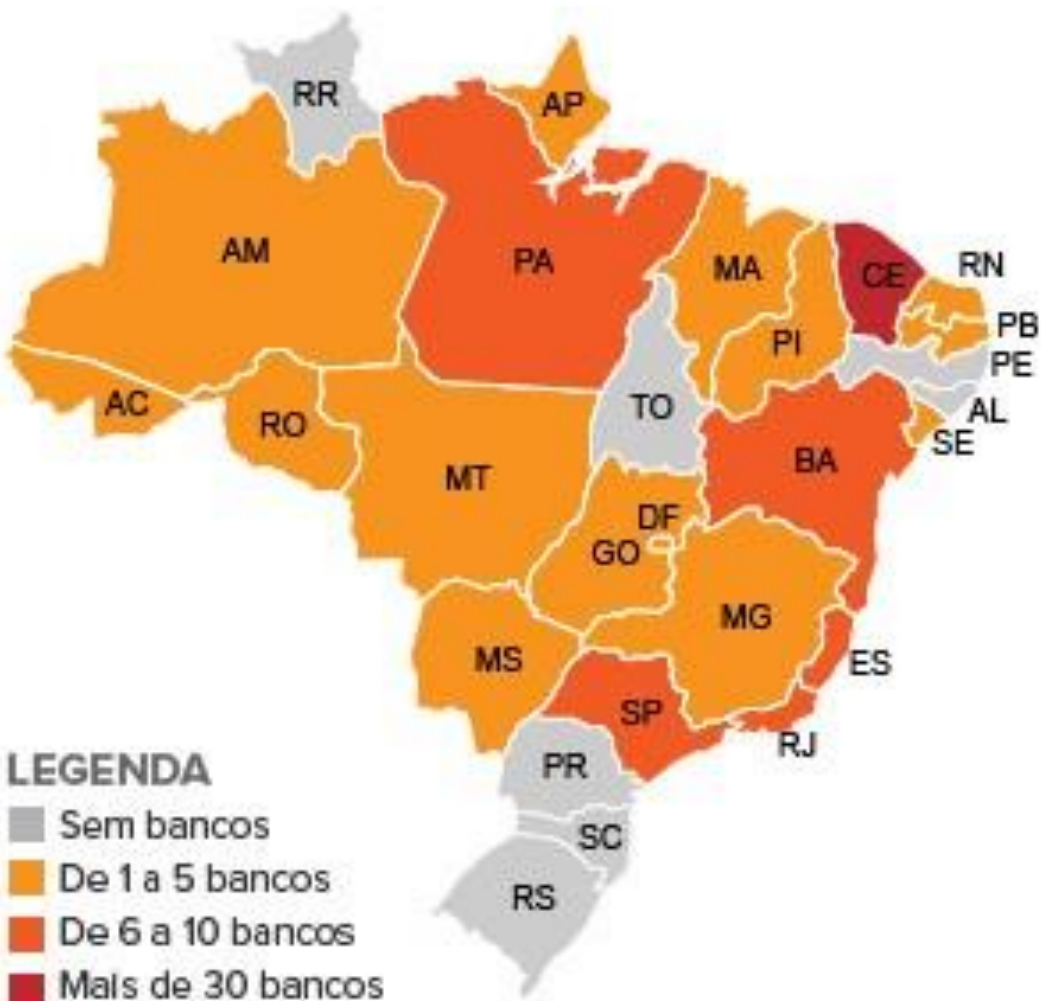 RR
AP
AM
PA
MA
CE
RN
PB
PI
PE
AC
TO
AL
RO
SE
BA
MT
DF
GO
MG
MS
ES
SP
RJ
PR
SC
RS
LEGENDA
Sem bancos
De 1 a 5 bancos
De 6 a 10 bancos
Mais de 30 bancos